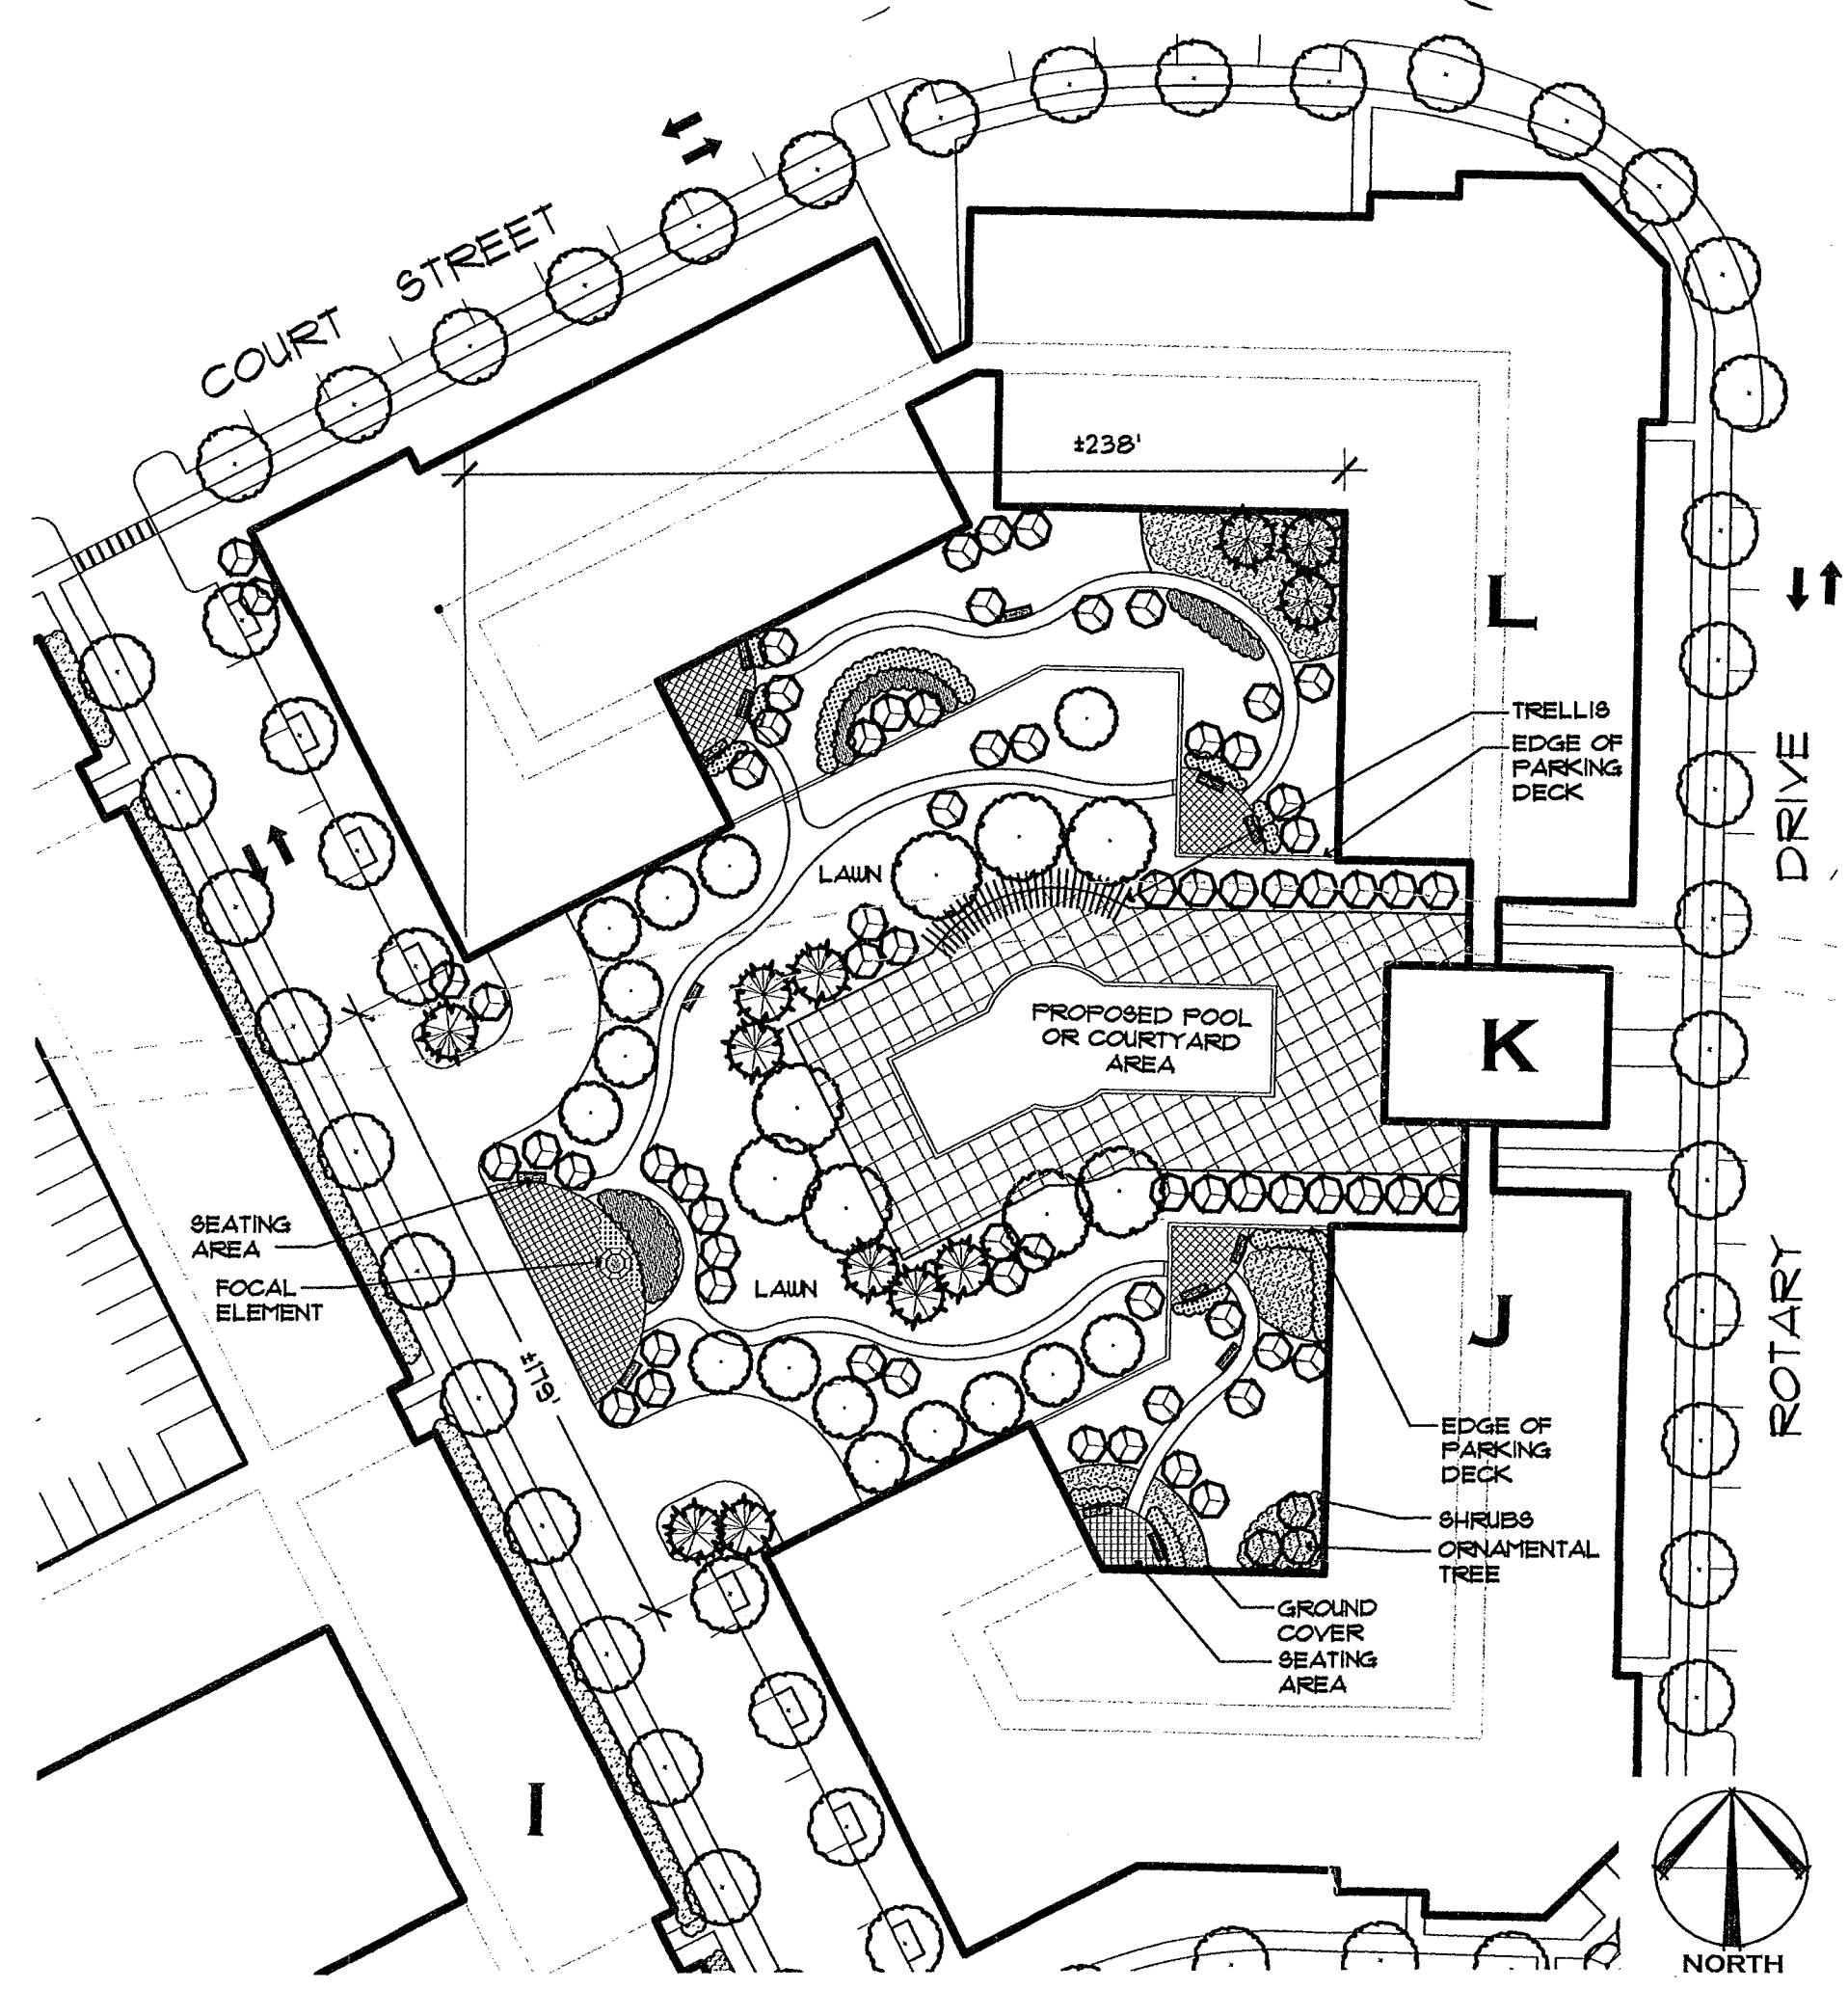 COURT STREET
±238'
L
TRELLIS
EDGE OF
PARKING
DECK
DRIVE
LAWN
PROPOSED POOL
OR COURTYARD
AREA
K
SEATING
AREA
FOCAL
ELEMENT
LAWN
±179'
J
ROTARY
EDGE OF
PARKING
DECK
SHRUBS
ORNAMENTAL
TREE
GROUND
COVER
SEATING
AREA
I
NORTH